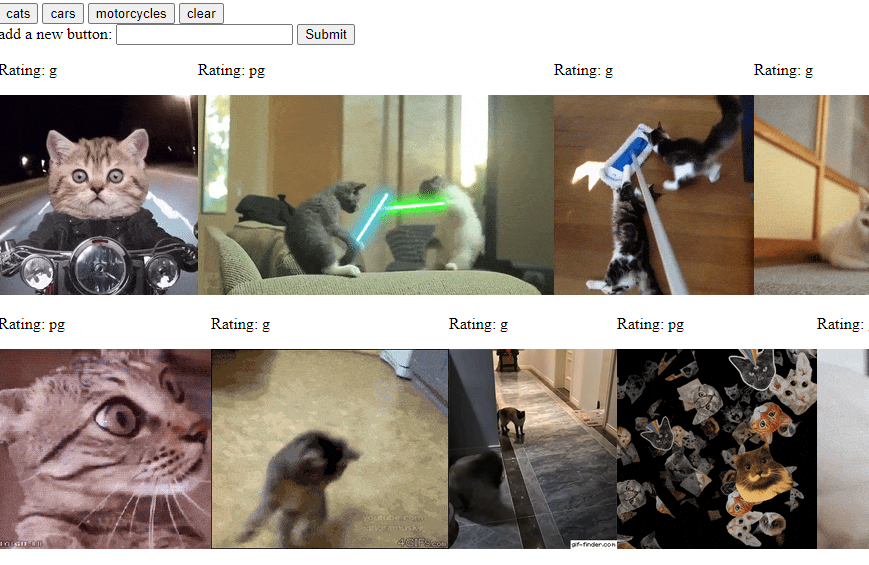 cats cars motorcycles clear
add a new button: Submit
Rating: g Rating: pg Rating: g Rating: g
Rating: pg Rating: g Rating: g Rating: pg Rating:
4GIFs.com gif-finder.com